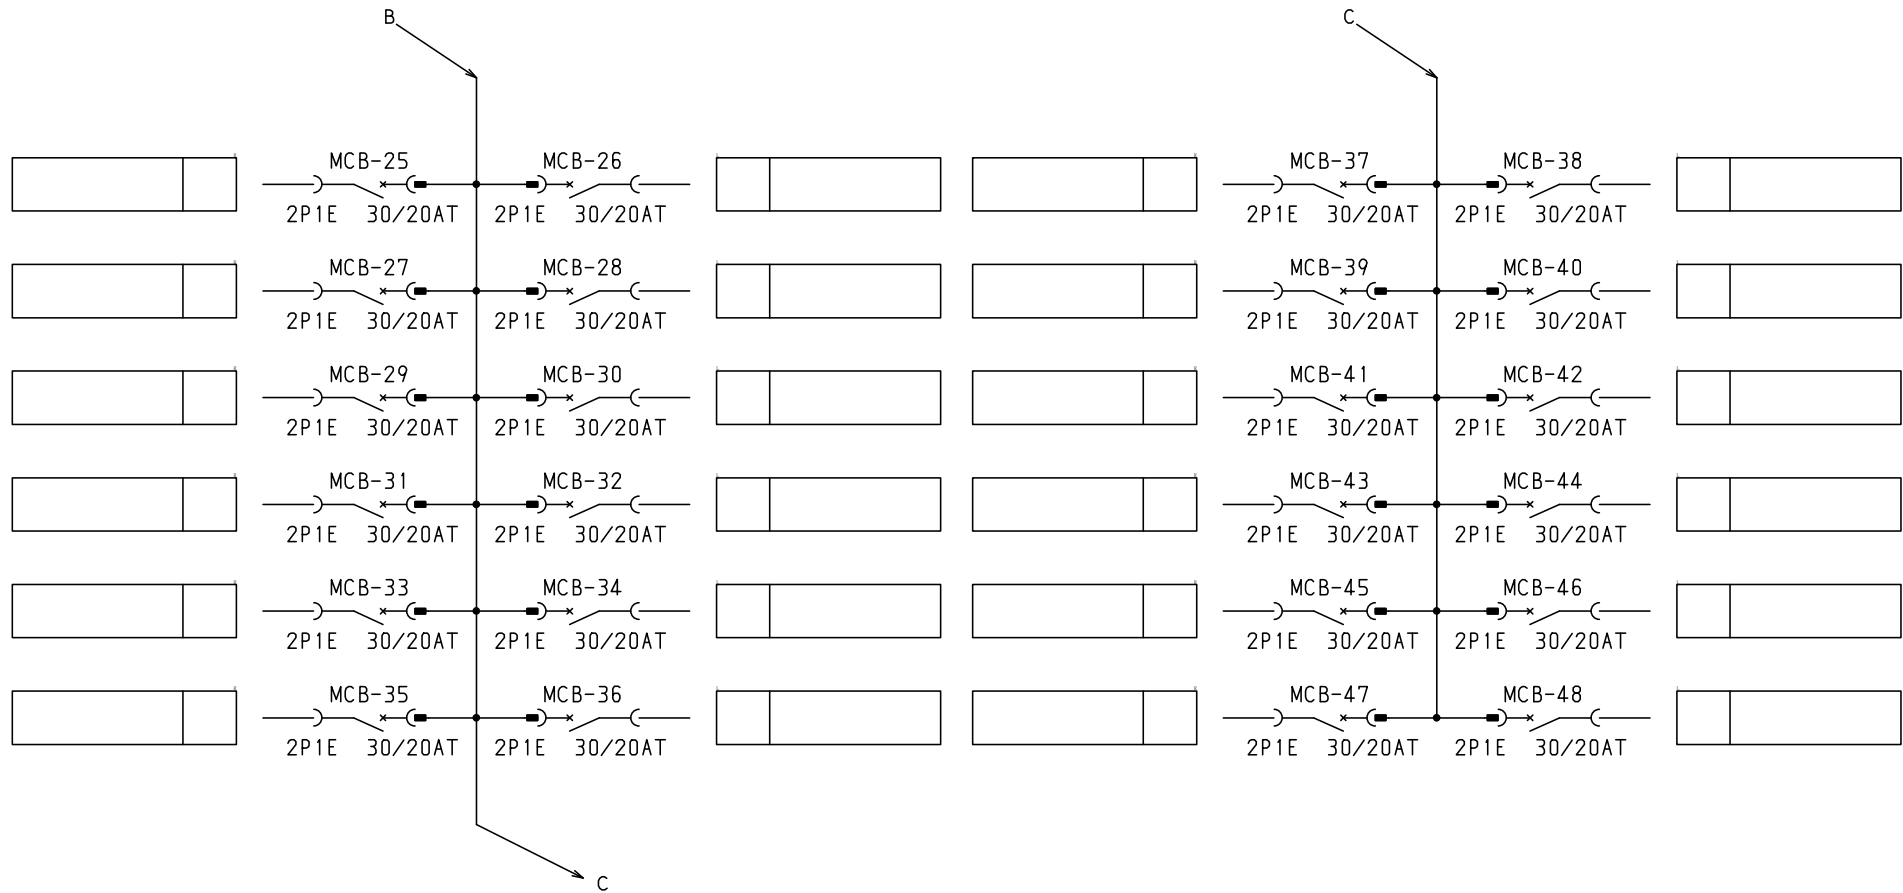 B C
MCB-25 MCB-26 MCB-37 MCB-38
2P1E 30/20AT 2P1E 30/20AT 2P1E 30/20AT 2P1E 30/20AT
MCB-27 MCB-28 MCB-39 MCB-40
2P1E 30/20AT 2P1E 30/20AT 2P1E 30/20AT 2P1E 30/20AT
MCB-29 MCB-30 MCB-41 MCB-42
2P1E 30/20AT 2P1E 30/20AT 2P1E 30/20AT 2P1E 30/20AT
MCB-31 MCB-32 MCB-43 MCB-44
2P1E 30/20AT 2P1E 30/20AT 2P1E 30/20AT 2P1E 30/20AT
MCB-33 MCB-34 MCB-45 MCB-46
2P1E 30/20AT 2P1E 30/20AT 2P1E 30/20AT 2P1E 30/20AT
MCB-35 MCB-36 MCB-47 MCB-48
2P1E 30/20AT 2P1E 30/20AT 2P1E 30/20AT 2P1E 30/20AT
C